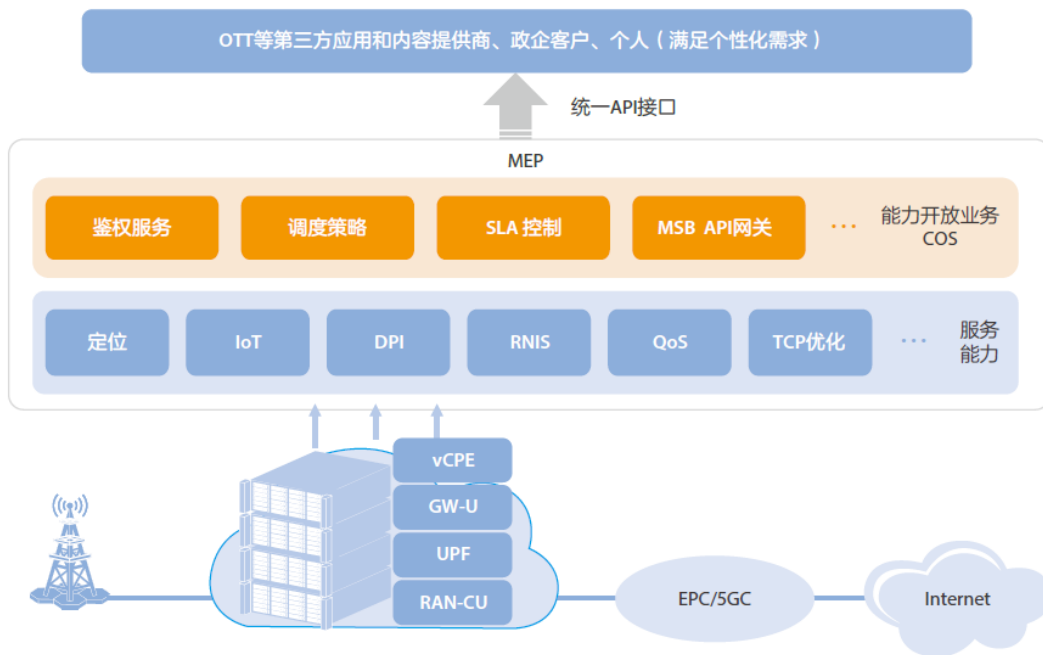 OTT等第三方应用和内容提供商、政企客户、个人（满足个性化需求）
统一API接口
MEP
鉴权服务
调度策略
SLA 控制
MSB API网关
···
能力开放业务
COS
定位
IoT
DPI
RNIS
QoS
TCP优化
···
服务
能力
vCPE
GW-U
UPF
RAN-CU
EPC/5GC
Internet